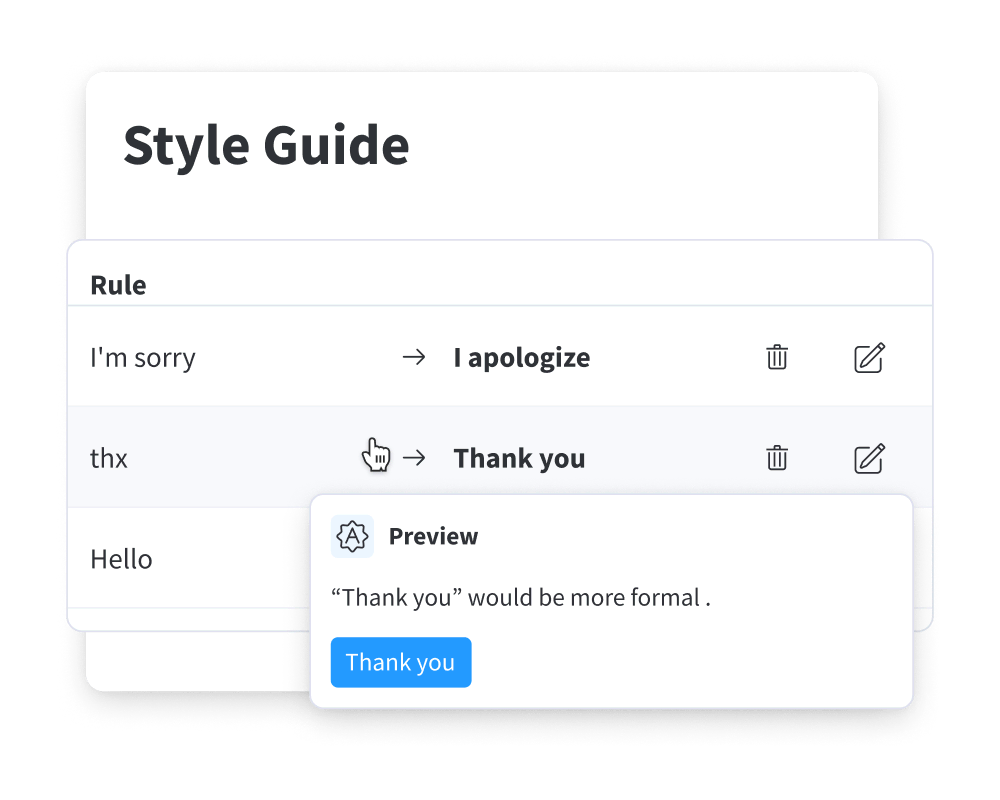 Style Guide
Rule
I'm sorry → I apologize
thx → Thank you
Hello
A Preview
“Thank you” would be more formal .
Thank you